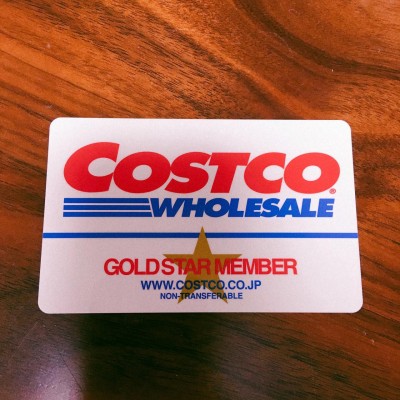 COSTCO®
WHOLESALE
GOLD STAR MEMBER
WWW.COSTCO.CO.JP
NON-TRANSFERABLE